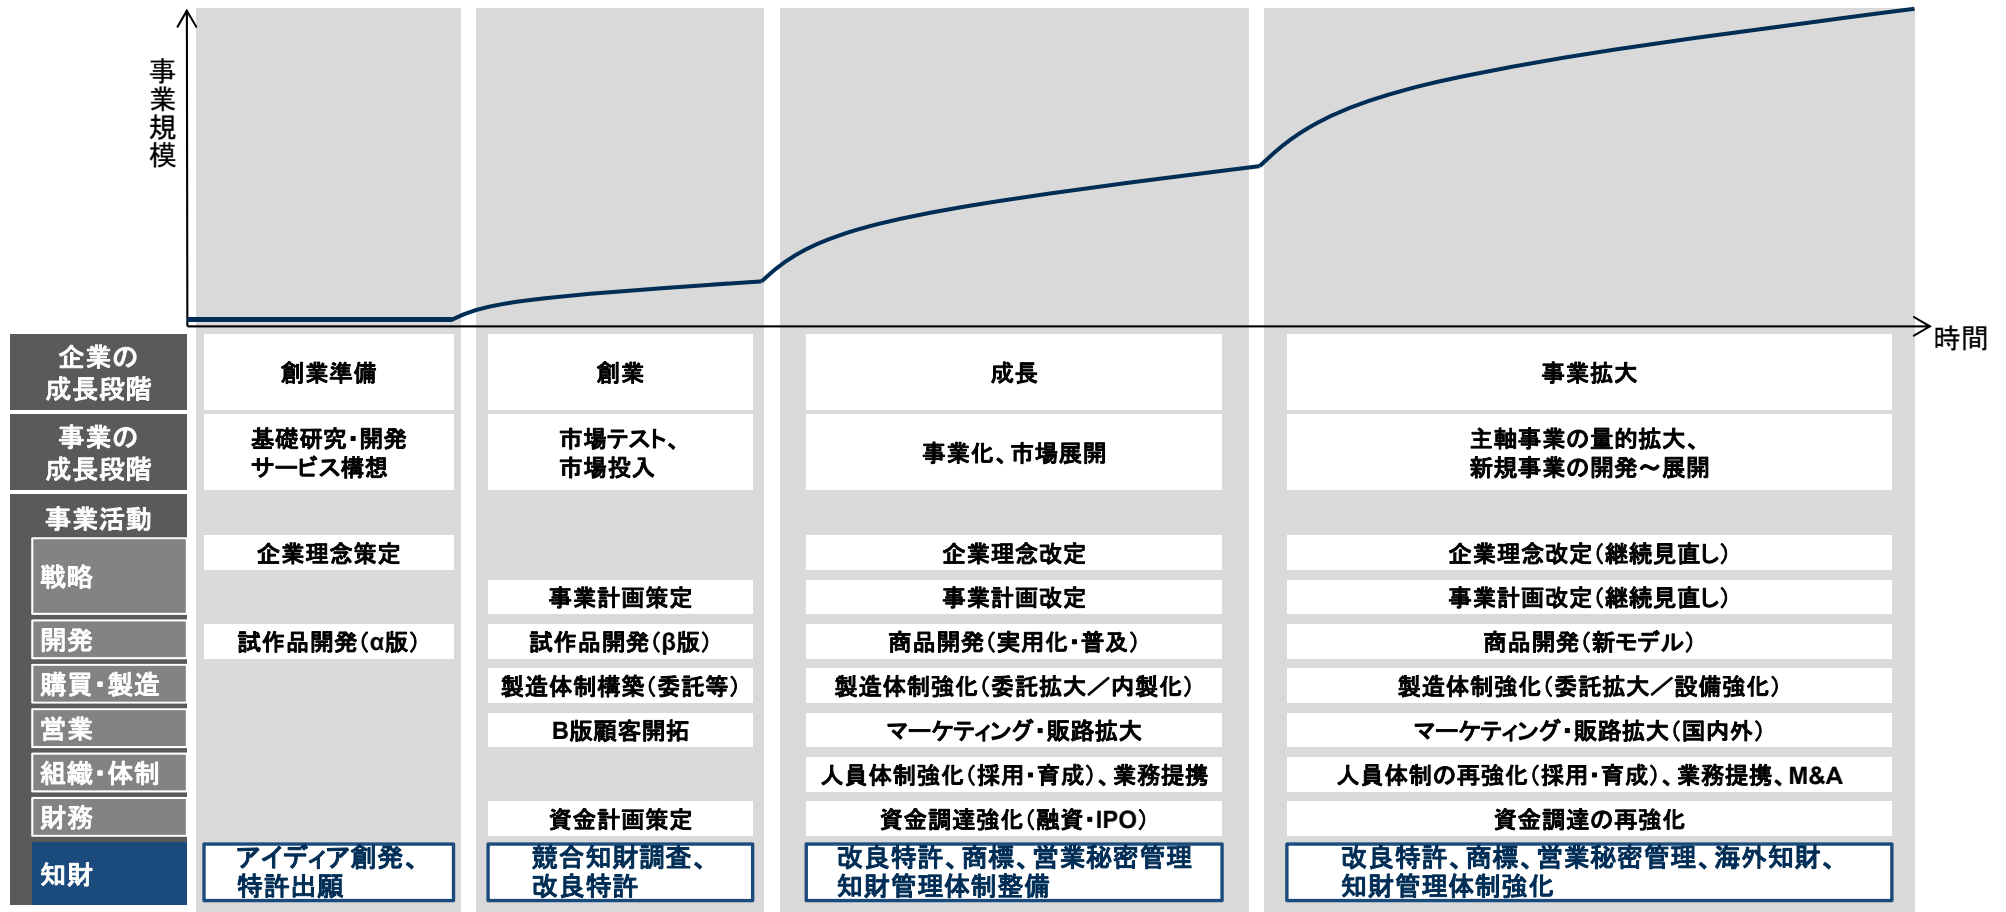 事業規模
時間
企業の
成長段階
創業準備
創業
成長
事業拡大
事業の
成長段階
基礎研究・開発
サービス構想
市場テスト、
市場投入
事業化、市場展開
主軸事業の量的拡大、
新規事業の開発～展開
事業活動
戦略
企業理念策定
企業理念改定
企業理念改定（継続見直し）
事業計画策定
事業計画改定
事業計画改定（継続見直し）
開発
試作品開発（α版）
試作品開発（β版）
商品開発（実用化・普及）
商品開発（新モデル）
購買・製造
製造体制構築（委託等）
製造体制強化（委託拡大／内製化）
製造体制強化（委託拡大／設備強化）
営業
B版顧客開拓
マーケティング・販路拡大
マーケティング・販路拡大（国内外）
組織・体制
人員体制強化（採用・育成）、業務提携
人員体制の再強化（採用・育成）、業務提携、M&A
財務
資金計画策定
資金調達強化（融資・IPO）
資金調達の再強化
知財
アイディア創発、
特許出願
競合知財調査、
改良特許
改良特許、商標、営業秘密管理
知財管理体制整備
改良特許、商標、営業秘密管理、海外知財、
知財管理体制強化